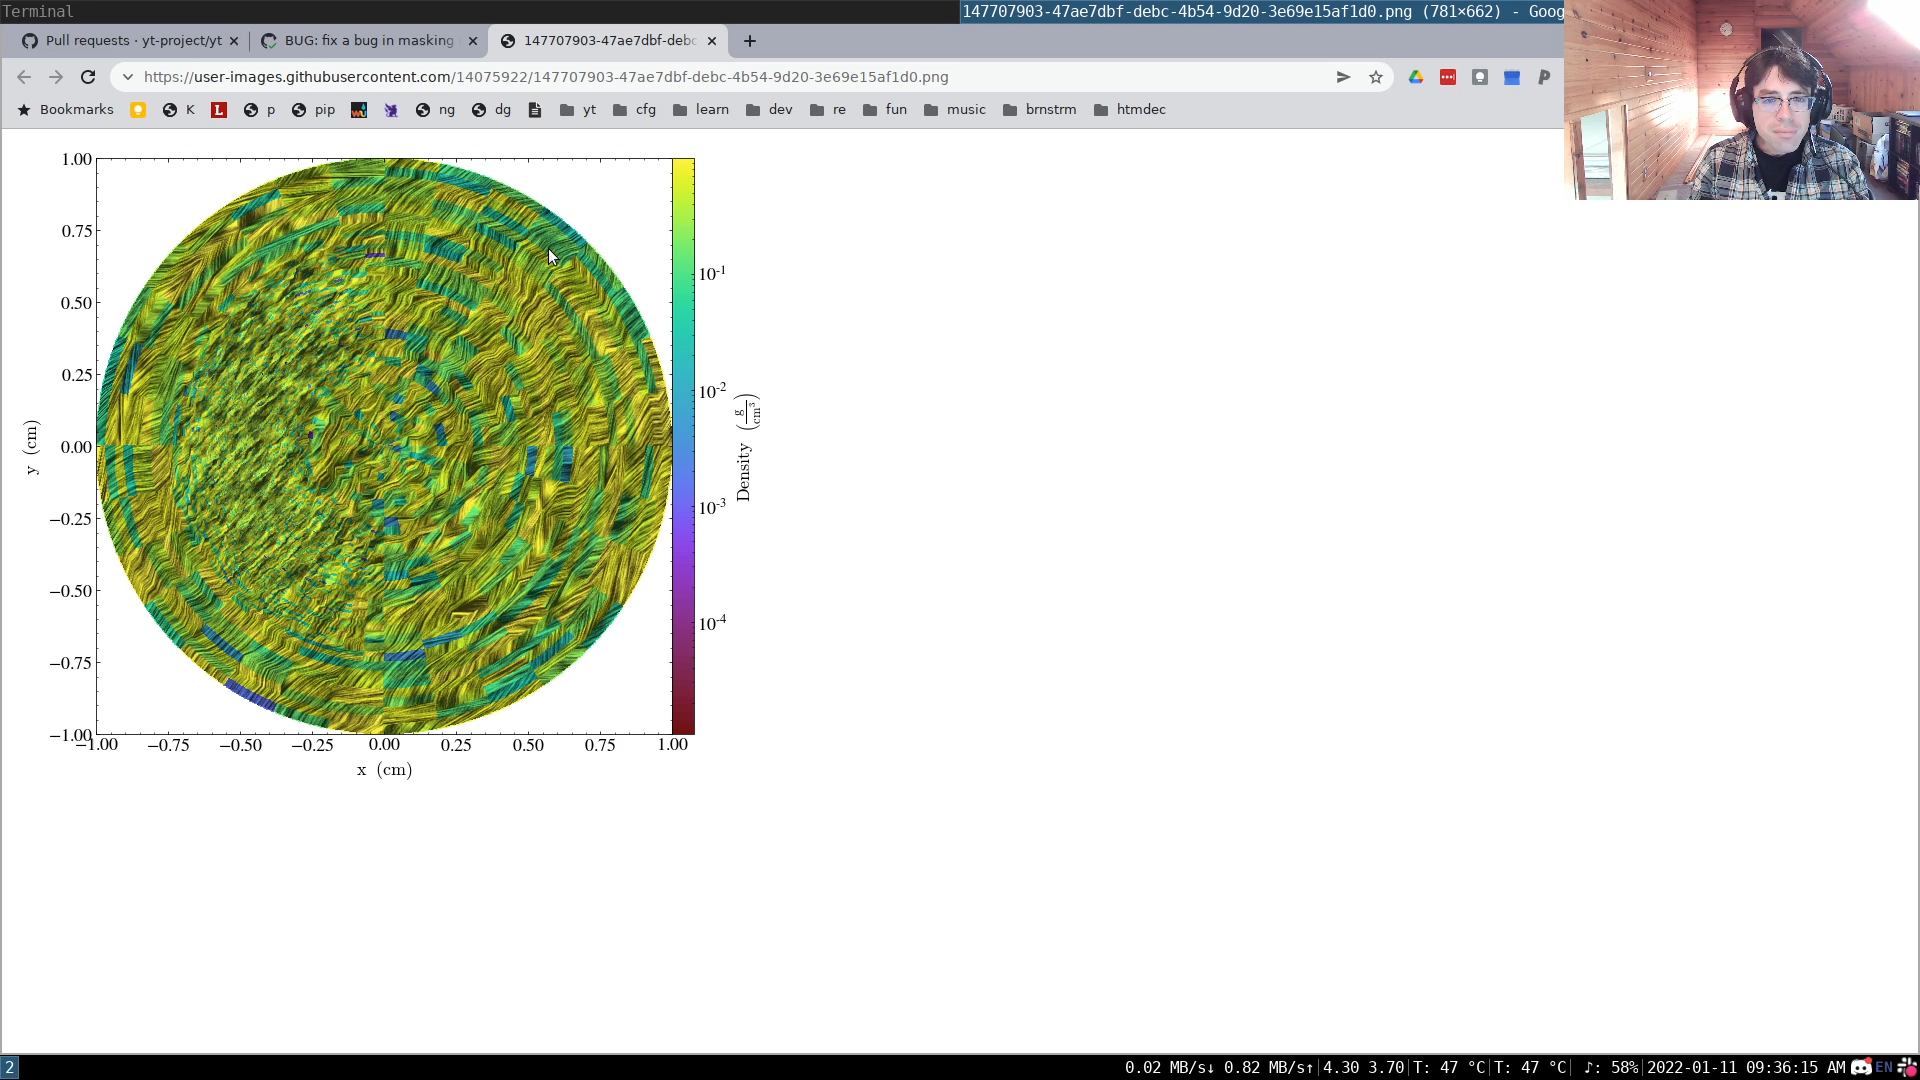 Terminal
147707903-47ae7dbf-debc-4b54-9d20-3e69e15af1d0.png (781×662) - Goog
Pull requests · yt-project/yt
BUG: fix a bug in masking
147707903-47ae7dbf-debc
https://user-images.githubusercontent.com/14075922/147707903-47ae7dbf-debc-4b54-9d20-3e69e15af1d0.png
Bookmarks K L p pip ng dg yt cfg learn dev re fun music brnstrm htmdec
1.00
0.75
0.50
0.25
0.00
−0.25
−0.50
−0.75
−1.00
y (cm)
−1.00 −0.75 −0.50 −0.25 0.00 0.25 0.50 0.75 1.00
x (cm)
10⁻¹
10⁻²
10⁻³
10⁻⁴
Density (g/cm³)
2
0.02 MB/s↓ 0.82 MB/s↑|4.30 3.70|T: 47 °C|T: 47 °C| ♪: 58%|2022-01-11 09:36:15 AM EN